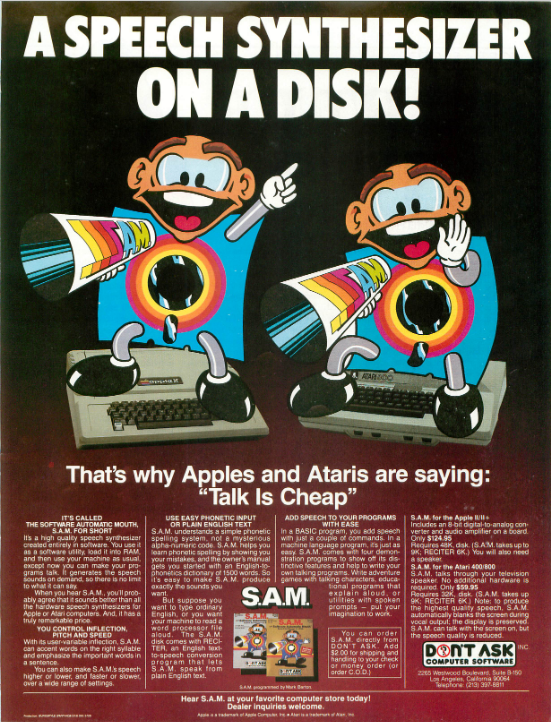 A SPEECH SYNTHESIZER
ON A DISK!
S.A.M.
S.A.M.
ATARI 800
That's why Apples and Ataris are saying:
"Talk Is Cheap"
IT'S CALLED
THE SOFTWARE AUTOMATIC MOUTH,
S.A.M. FOR SHORT
It's a high quality speech synthesizer
created entirely in software. You use it
as a software utility, load it into RAM,
and then use your machine as usual,
except now you can make your pro-
grams talk. It generates the speech
sounds on demand, so there is no limit
to what it can say.
When you hear S.A.M., you'll prob-
ably agree that it sounds better than all
the hardware speech synthesizers for
Apple or Atari computers. And, it has a
truly remarkable price.
YOU CONTROL INFLECTION,
PITCH AND SPEED
With its user-variable inflection, S.A.M.
can accent words on the right syllable
and emphasize the important words in
a sentence.
You can also make S.A.M.'s speech
higher or lower, and faster or slower,
over a wide range of settings.
USE EASY PHONETIC INPUT
OR PLAIN ENGLISH TEXT
S.A.M. understands a simple phonetic
spelling system, not a mysterious
alpha-numeric code. S.A.M. helps you
learn phonetic spelling by showing you
your mistakes, and the owner's manual
gets you started with an English-to-
phonetics dictionary of 1500 words. So
it's easy to make S.A.M. produce
exactly the sounds you
want.
But suppose you
want to type ordinary
English, or you want
your machine to read a
word processor file
aloud. The S.A.M.
disk comes with RECI-
TER, an English text-
to-speech conversion
program that lets
S.A.M. speak from
plain English text.
ADD SPEECH TO YOUR PROGRAMS
WITH EASE
In a BASIC program, you add speech
with just a couple of commands. In a
machine language program, it's just as
easy. S.A.M. comes with four demon-
stration programs to show off its dis-
tinctive features and help to write your
own talking programs. Write adventure
games with talking characters, educa-
tional programs that
explain aloud, or
utilities with spoken
prompts – put your
imagination to work.
S.A.M.
You can order
S.A.M. directly from
DON'T ASK. Add
$2.00 for shipping and
handling to your check
or money order (or
order C.O.D.)
S.A.M. programmed by Mark Barton.
S.A.M. for the Apple II/II+
Includes an 8-bit digital-to-analog con-
verter and audio amplifier on a board.
Only $124.95
Requires 48K, disk. (S.A.M. takes up to
9K; RECITER 6K.) You will also need
a speaker.
S.A.M. for the Atari 400/800
S.A.M. talks through your television
speaker. No additional hardware is
required. Only $59.95
Requires 32K, disk. (S.A.M. takes up
9K; RECITER 6K.) Note: to produce
the highest quality speech, S.A.M.
automatically blanks the screen during
vocal output; the display is preserved.
S.A.M. can talk with the screen on, but
the speech quality is reduced.
DON'T ASK INC.
COMPUTER SOFTWARE
2265 Westwood Boulevard, Suite B-150
Los Angeles, California 90064
Telephone: (213) 397-8811
Hear S.A.M. at your favorite computer store today!
Dealer inquiries welcome.
Apple is a trademark of Apple Computer, Inc. Atari is a trademark of Atari, Inc.